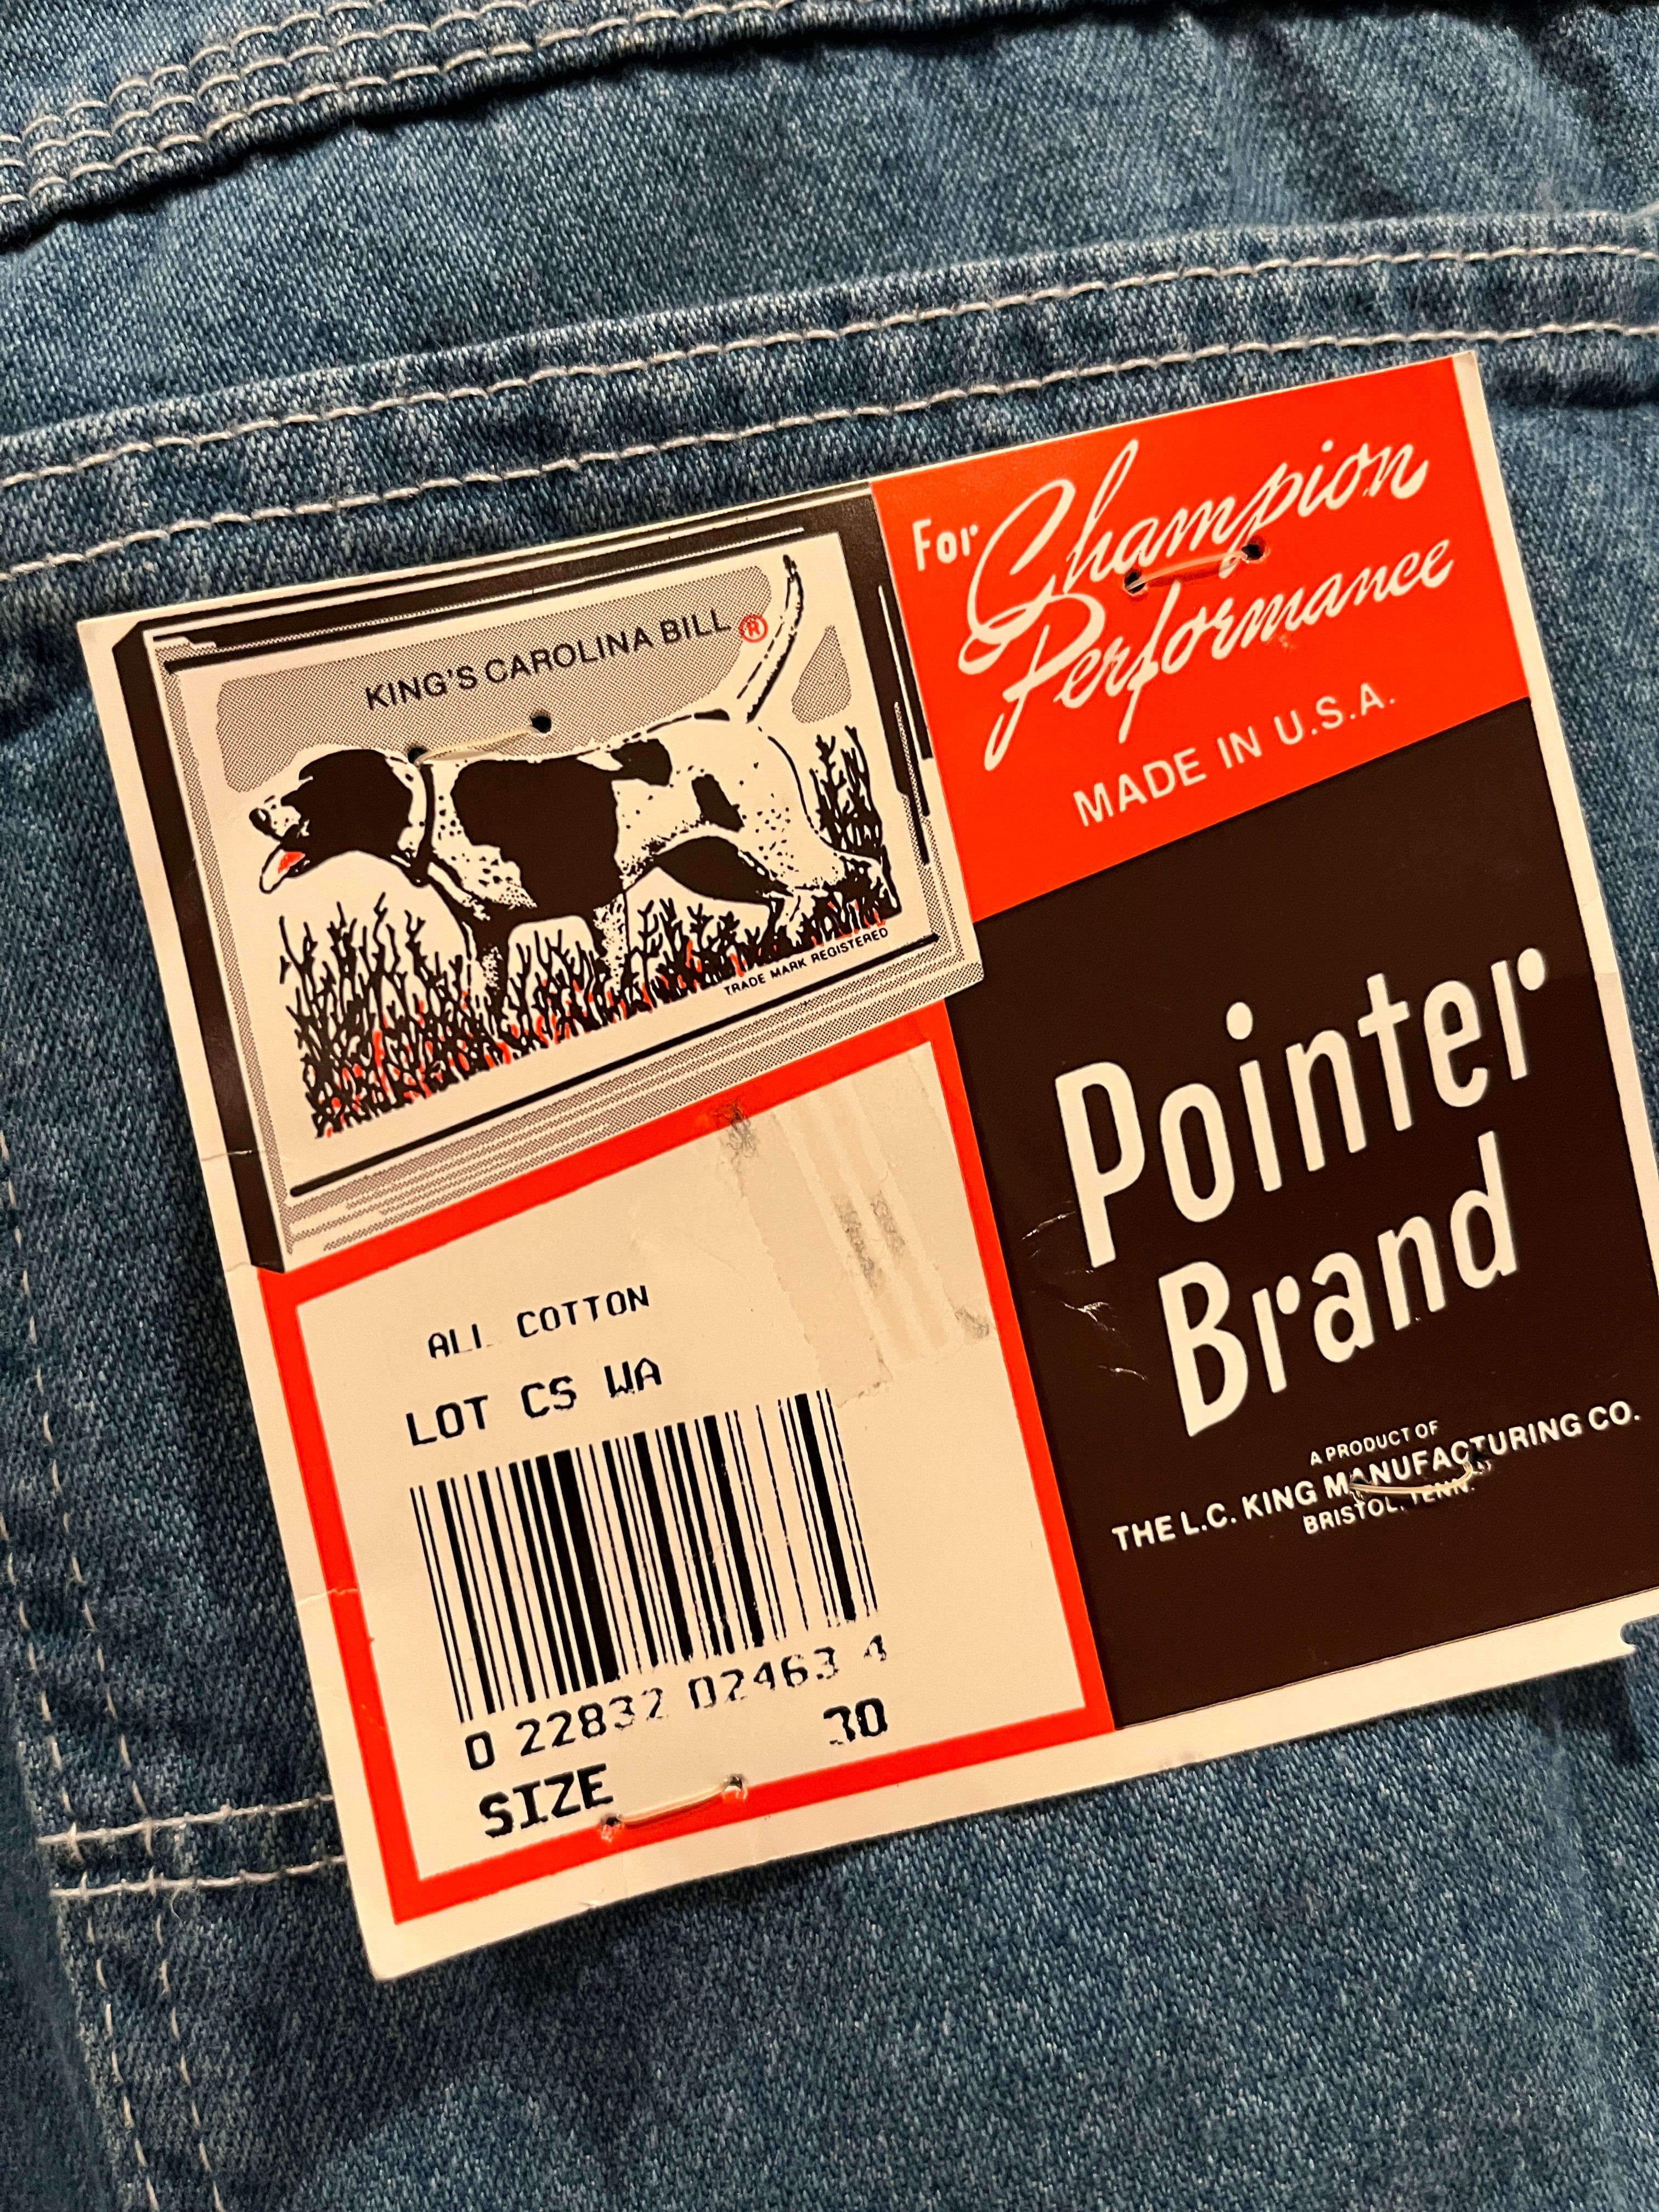 KING'S CAROLINA BILL ®
TRADE MARK REGISTERED
For Champion
Performance
MADE IN U.S.A.
Pointer
Brand
A PRODUCT OF
THE L.C. KING MANUFACTURING CO.
BRISTOL, TENN.
ALL COTTON
LOT CS WA
0 22832 02463 4
SIZE 30